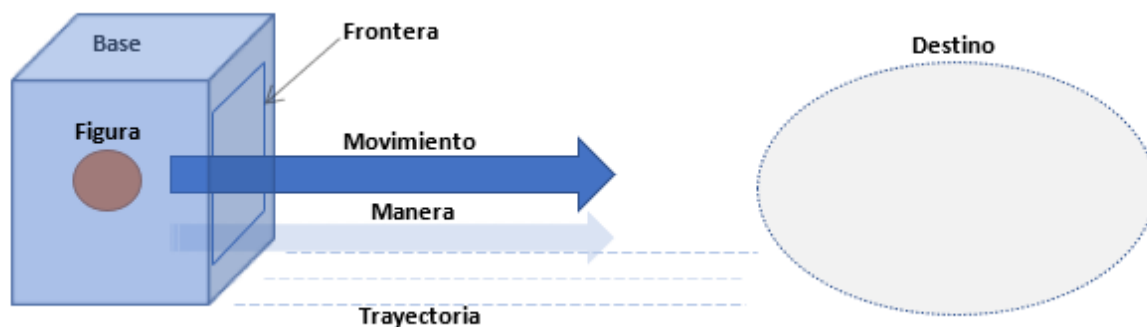 Base
Frontera
Destino
Figura
Movimiento
Manera
Trayectoria